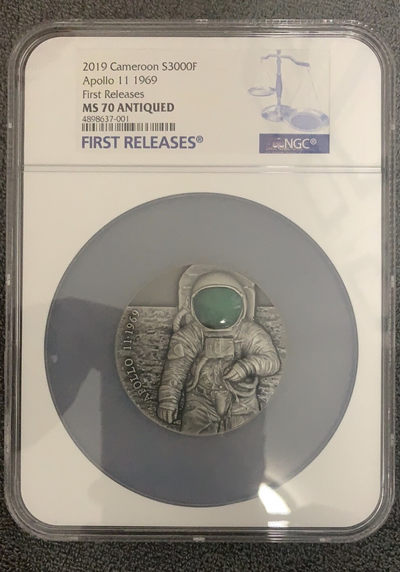 2019 Cameroon S3000F
Apollo 11 1969
First Releases
MS 70 ANTIQUED
4898637-001
FIRST RELEASES®
NGC®
APOLLO 11 1969